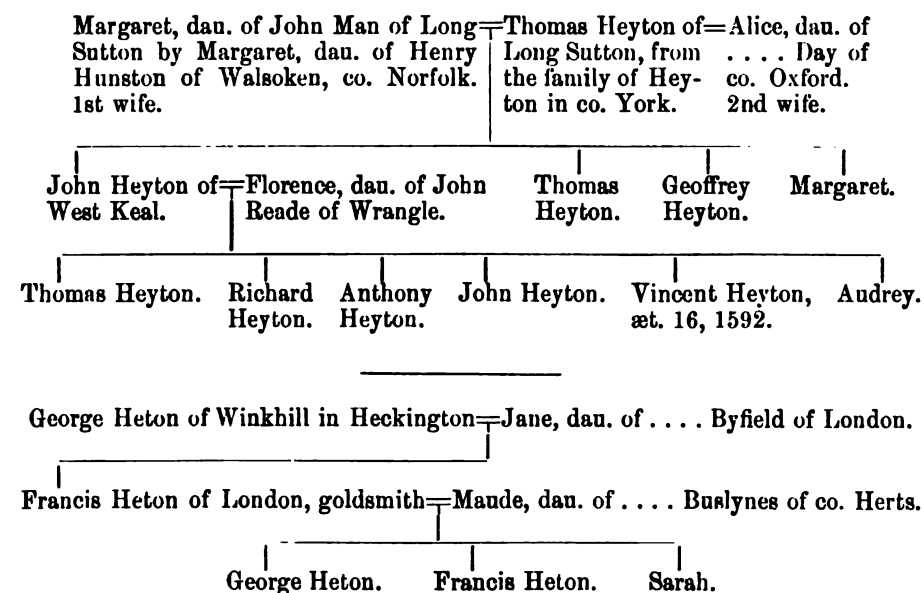 Margaret, dau. of John Man of Long=Thomas Heyton of=Alice, dau. of
Sutton by Margaret, dau. of Henry Long Sutton, from . . . . Day of
Hunston of Walsoken, co. Norfolk. the family of Hey- co. Oxford.
1st wife. ton in co. York. 2nd wife.
John Heyton of=Florence, dau. of John Thomas Geoffrey Margaret.
West Keal. Reade of Wrangle. Heyton. Heyton.
Thomas Heyton. Richard Anthony John Heyton. Vincent Heyton, Audrey.
Heyton. Heyton. æt. 16, 1592.
George Heton of Winkhill in Heckington=Jane, dau. of . . . . Byfield of London.
Francis Heton of London, goldsmith=Maude, dau. of . . . . Buslynes of co. Herts.
George Heton. Francis Heton. Sarah.